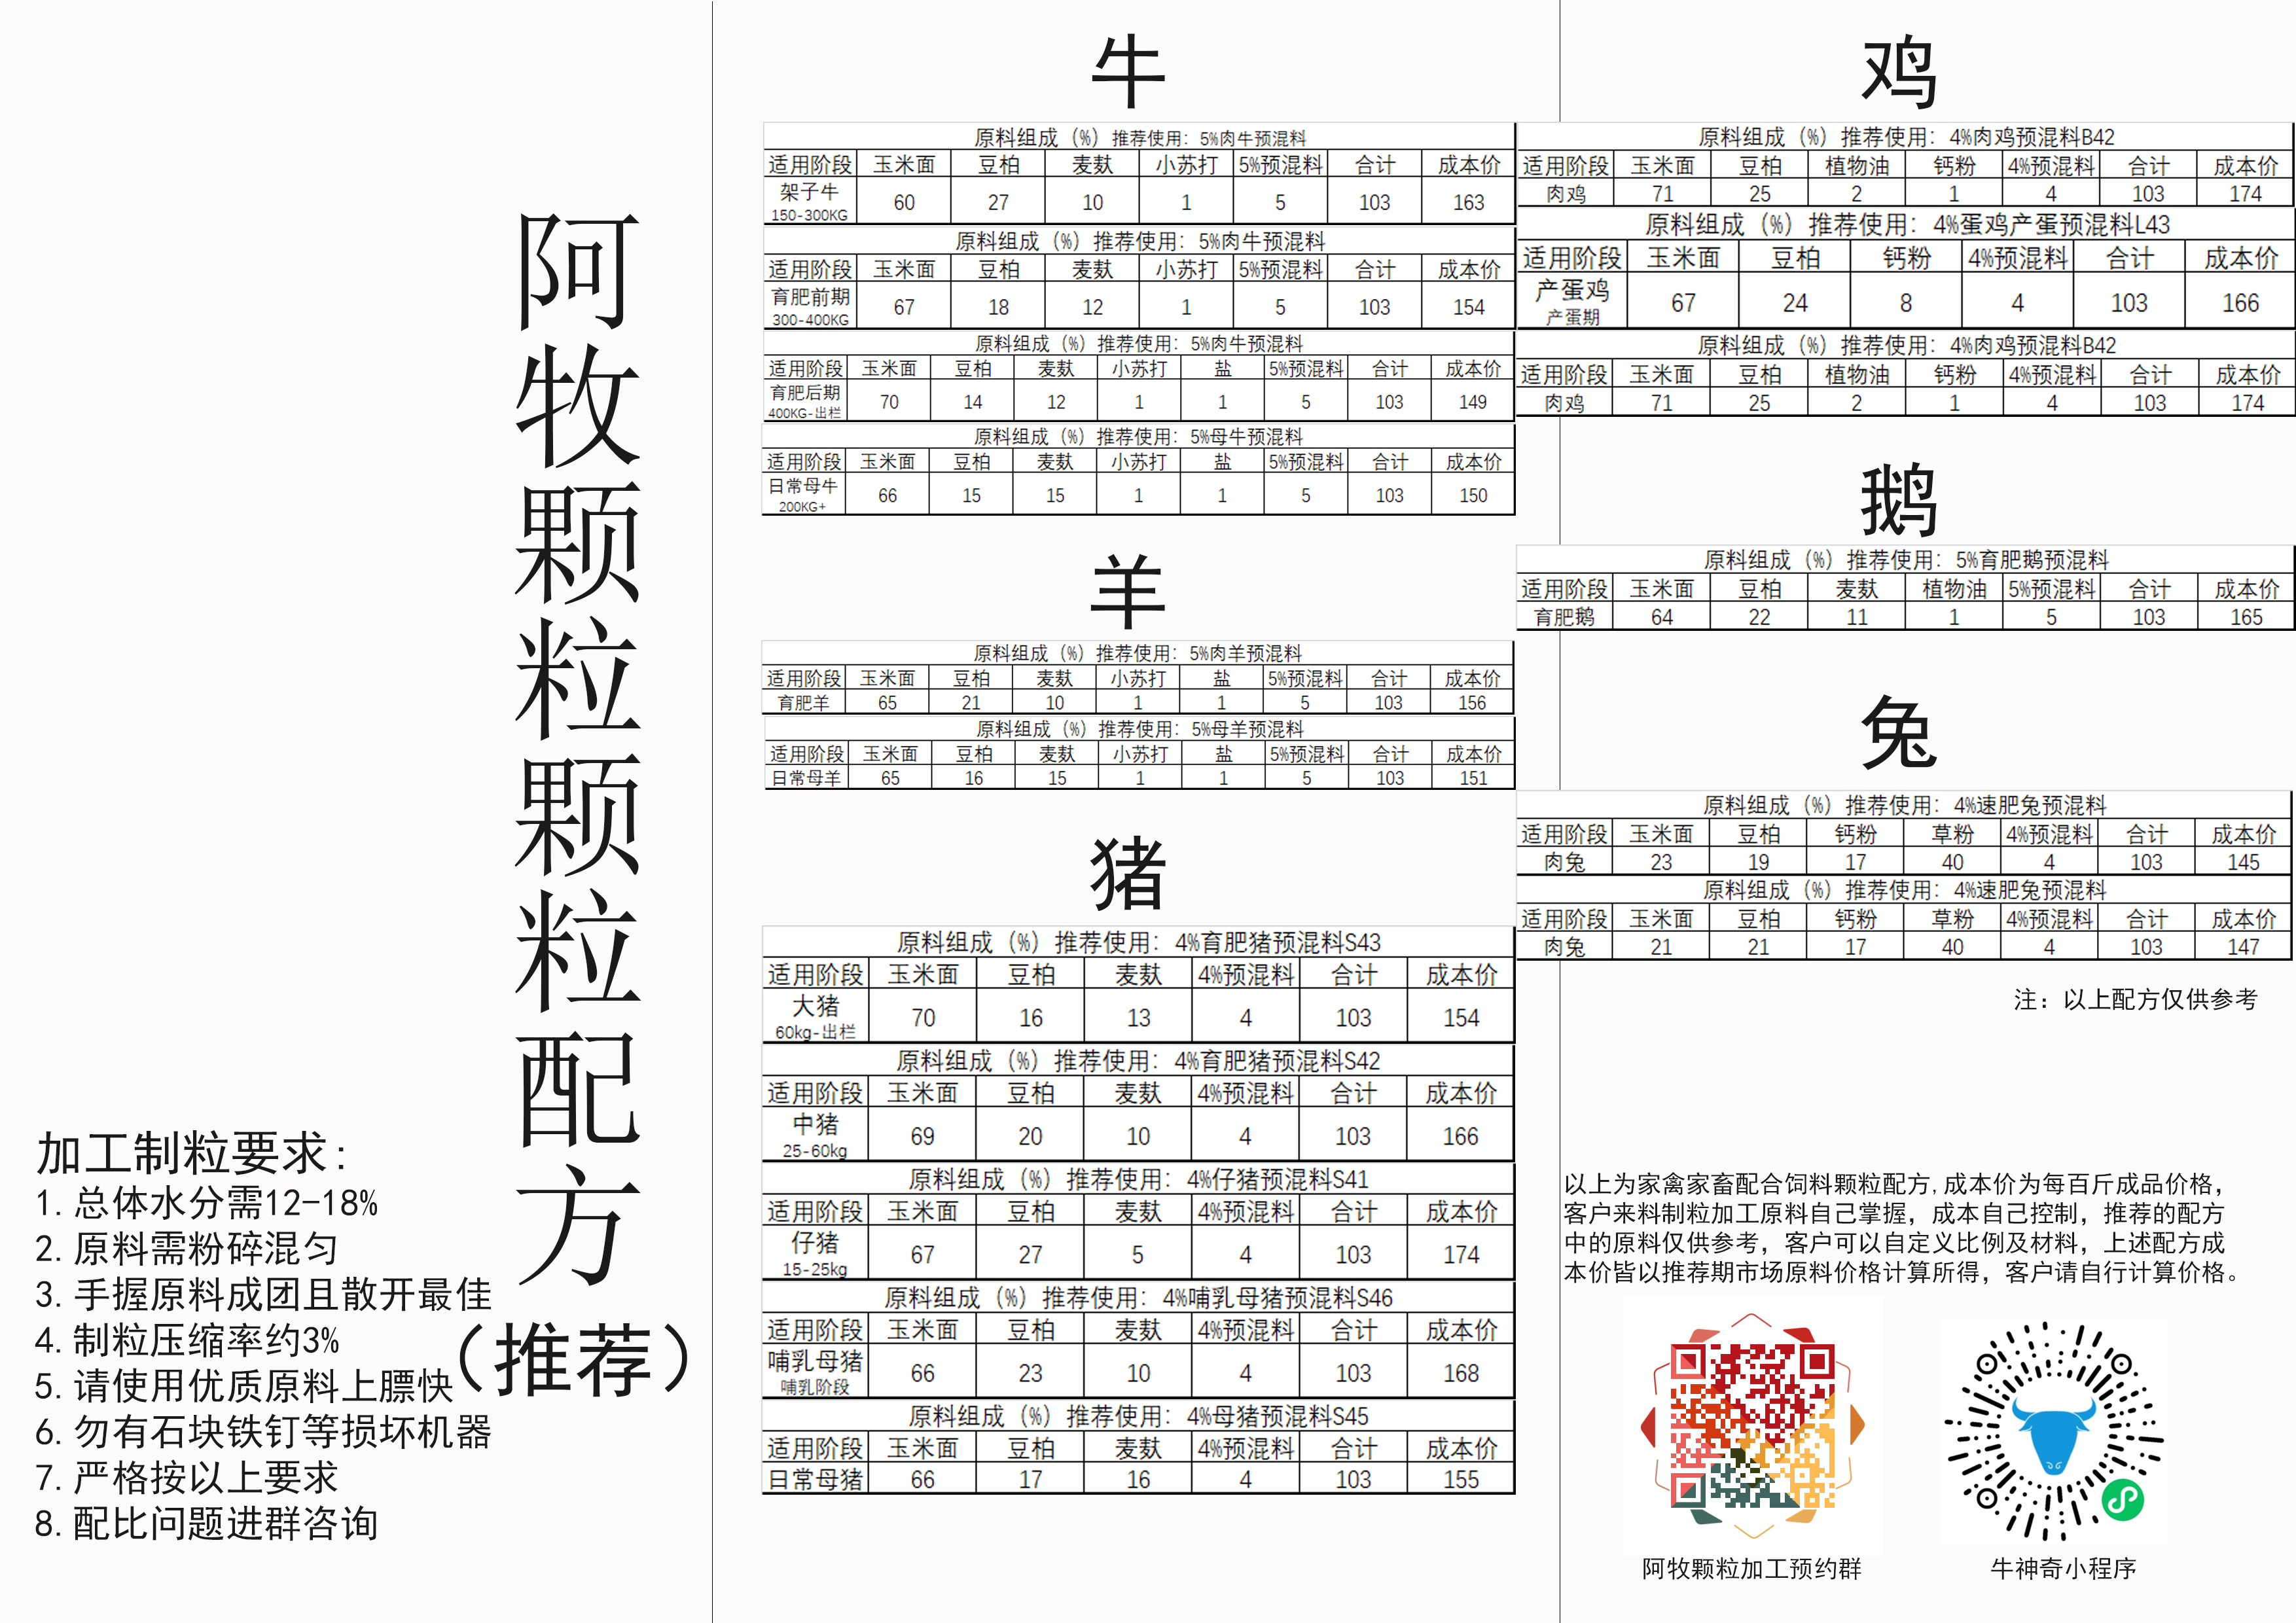 阿牧颗粒颗粒配方
（推荐）
加工制粒要求：
1.总体水分需12-18%
2.原料需粉碎混匀
3.手握原料成团且散开最佳
4.制粒压缩率约3%
5.请使用优质原料上膘快
6.勿有石块铁钉等损坏机器
7.严格按以上要求
8.配比问题进群咨询
牛
原料组成（%）推荐使用：5%肉牛预混料
适用阶段 玉米面 豆柏 麦麸 小苏打 5%预混料 合计 成本价
架子牛 150-300KG 60 27 10 1 5 103 163
原料组成（%）推荐使用：5%肉牛预混料
适用阶段 玉米面 豆柏 麦麸 小苏打 5%预混料 合计 成本价
育肥前期 300-400KG 67 18 12 1 5 103 154
原料组成（%）推荐使用：5%肉牛预混料
适用阶段 玉米面 豆柏 麦麸 小苏打 盐 5%预混料 合计 成本价
育肥后期 400KG-出栏 70 14 12 1 1 5 103 149
原料组成（%）推荐使用：5%母牛预混料
适用阶段 玉米面 豆柏 麦麸 小苏打 盐 5%预混料 合计 成本价
日常母牛 200KG+ 66 15 15 1 1 5 103 150
羊
原料组成（%）推荐使用：5%肉羊预混料
适用阶段 玉米面 豆柏 麦麸 小苏打 盐 5%预混料 合计 成本价
育肥羊 65 21 10 1 1 5 103 156
原料组成（%）推荐使用：5%母羊预混料
适用阶段 玉米面 豆柏 麦麸 小苏打 盐 5%预混料 合计 成本价
日常母羊 65 16 15 1 1 5 103 151
猪
原料组成（%）推荐使用：4%育肥猪预混料S43
适用阶段 玉米面 豆柏 麦麸 4%预混料 合计 成本价
大猪 60kg-出栏 70 16 13 4 103 154
原料组成（%）推荐使用：4%育肥猪预混料S42
适用阶段 玉米面 豆柏 麦麸 4%预混料 合计 成本价
中猪 25-60kg 69 20 10 4 103 166
原料组成（%）推荐使用：4%仔猪预混料S41
适用阶段 玉米面 豆柏 麦麸 4%预混料 合计 成本价
仔猪 15-25kg 67 27 5 4 103 174
原料组成（%）推荐使用：4%哺乳母猪预混料S46
适用阶段 玉米面 豆柏 麦麸 4%预混料 合计 成本价
哺乳母猪 哺乳阶段 66 23 10 4 103 168
原料组成（%）推荐使用：4%母猪预混料S45
适用阶段 玉米面 豆柏 麦麸 4%预混料 合计 成本价
日常母猪 66 17 16 4 103 155
鸡
原料组成（%）推荐使用：4%肉鸡预混料B42
适用阶段 玉米面 豆柏 植物油 钙粉 4%预混料 合计 成本价
肉鸡 71 25 2 1 4 103 174
原料组成（%）推荐使用：4%蛋鸡产蛋预混料L43
适用阶段 玉米面 豆柏 钙粉 4%预混料 合计 成本价
产蛋鸡 产蛋期 67 24 8 4 103 166
原料组成（%）推荐使用：4%肉鸡预混料B42
适用阶段 玉米面 豆柏 植物油 钙粉 4%预混料 合计 成本价
肉鸡 71 25 2 1 4 103 174
鹅
原料组成（%）推荐使用：5%育肥鹅预混料
适用阶段 玉米面 豆柏 麦麸 植物油 5%预混料 合计 成本价
育肥鹅 64 22 11 1 5 103 165
兔
原料组成（%）推荐使用：4%速肥兔预混料
适用阶段 玉米面 豆柏 钙粉 草粉 4%预混料 合计 成本价
肉兔 23 19 17 40 4 103 145
原料组成（%）推荐使用：4%速肥兔预混料
适用阶段 玉米面 豆柏 钙粉 草粉 4%预混料 合计 成本价
肉兔 21 21 17 40 4 103 147
注：以上配方仅供参考
以上为家禽家畜配合饲料颗粒配方,成本价为每百斤成品价格，
客户来料制粒加工原料自己掌握，成本自己控制，推荐的配方
中的原料仅供参考，客户可以自定义比例及材料，上述配方成
本价皆以推荐期市场原料价格计算所得，客户请自行计算价格。
阿牧颗粒加工预约群
牛神奇小程序